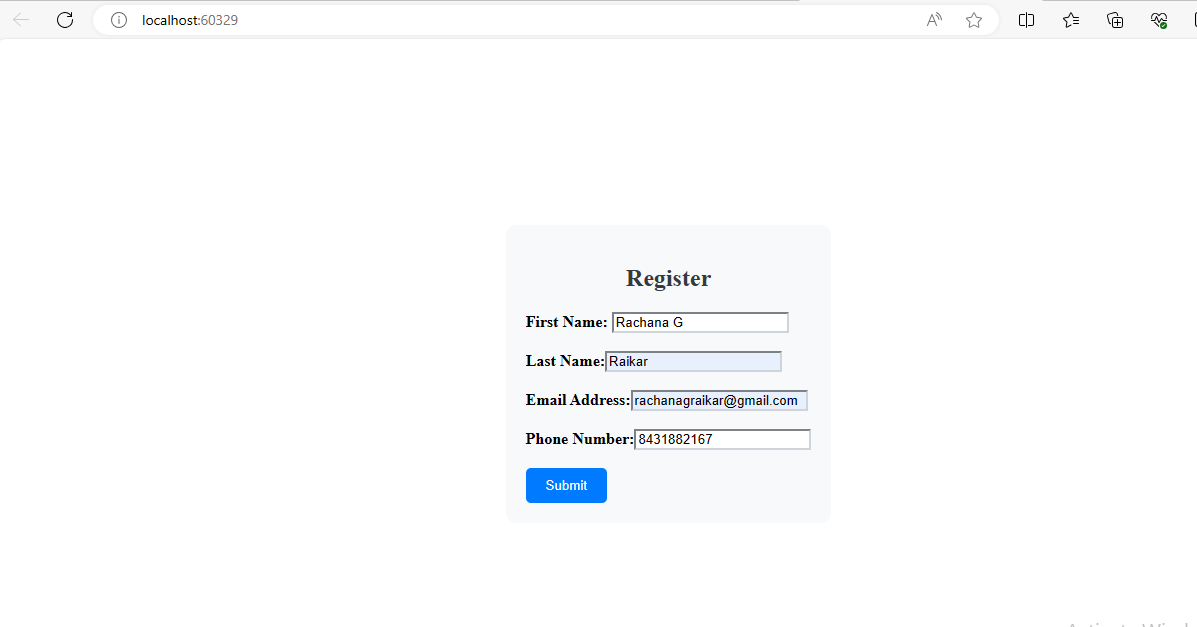 localhost:60329
Register
First Name: Rachana G
Last Name: Raikar
Email Address: rachanagraikar@gmail.com
Phone Number: 8431882167
Submit